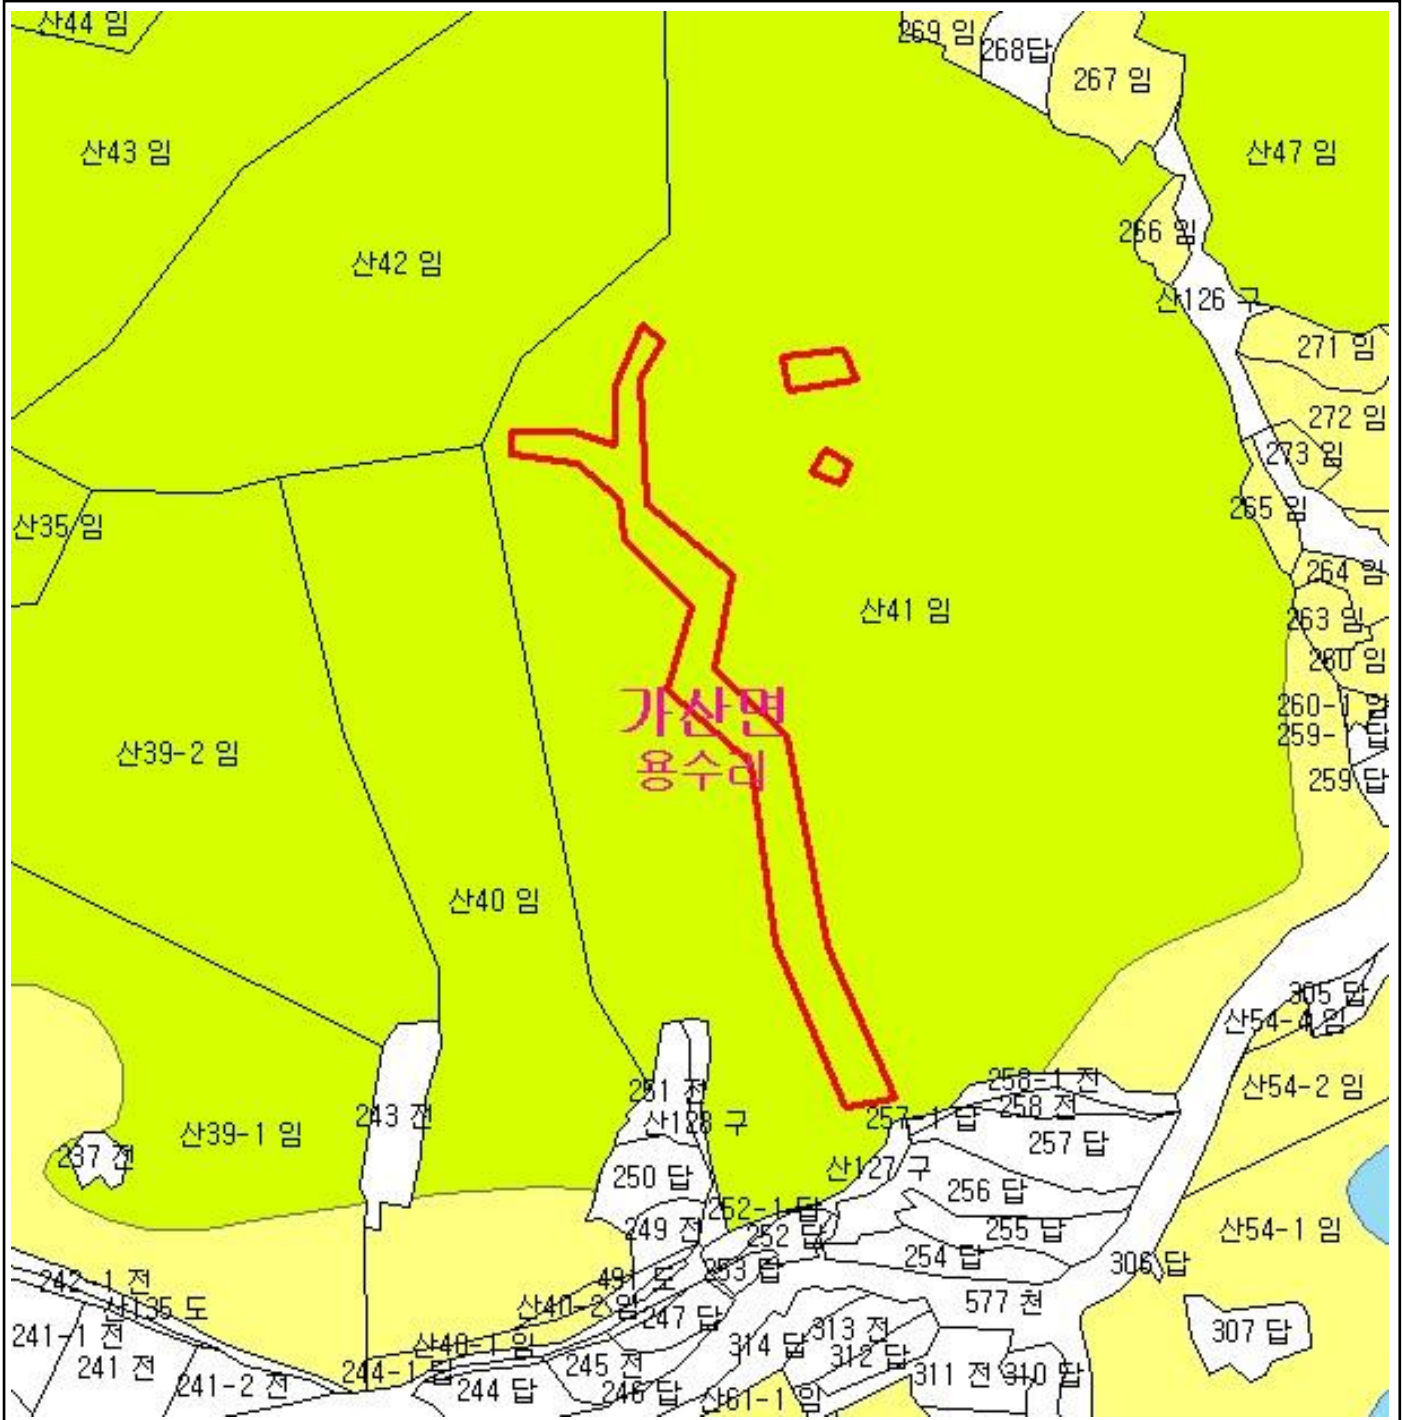 산44 임
269 임
268답
267 임
산43 임
산47 임
266 임
산42 임
산126 구
271 임
272 임
273 임
265 임
산35 임
264 임
산41 임
263 임
280 임
260-1 임
가산면
259-1 답
산39-2 임
용수리
259 답
산40 임
305 답
산54-4 임
258-1 전
산54-2 임
251 전
258 전
243 전
257-1 답
산128 구
산39-1 임
257 답
237 전
산127 구
250 답
256 답
252-1 답
249 전
255 답
산54-1 임
252 답
254 답
306 답
253 답
491 도
242-1 전
577 천
산135 도
산40-2 임
247 답
313 전
307 답
241-1 전
산40-1 임
314 답
312 답
241 전
244-1 답
245 전
311 전
310 답
241-2 전
244 답
246 답
산61-1 임